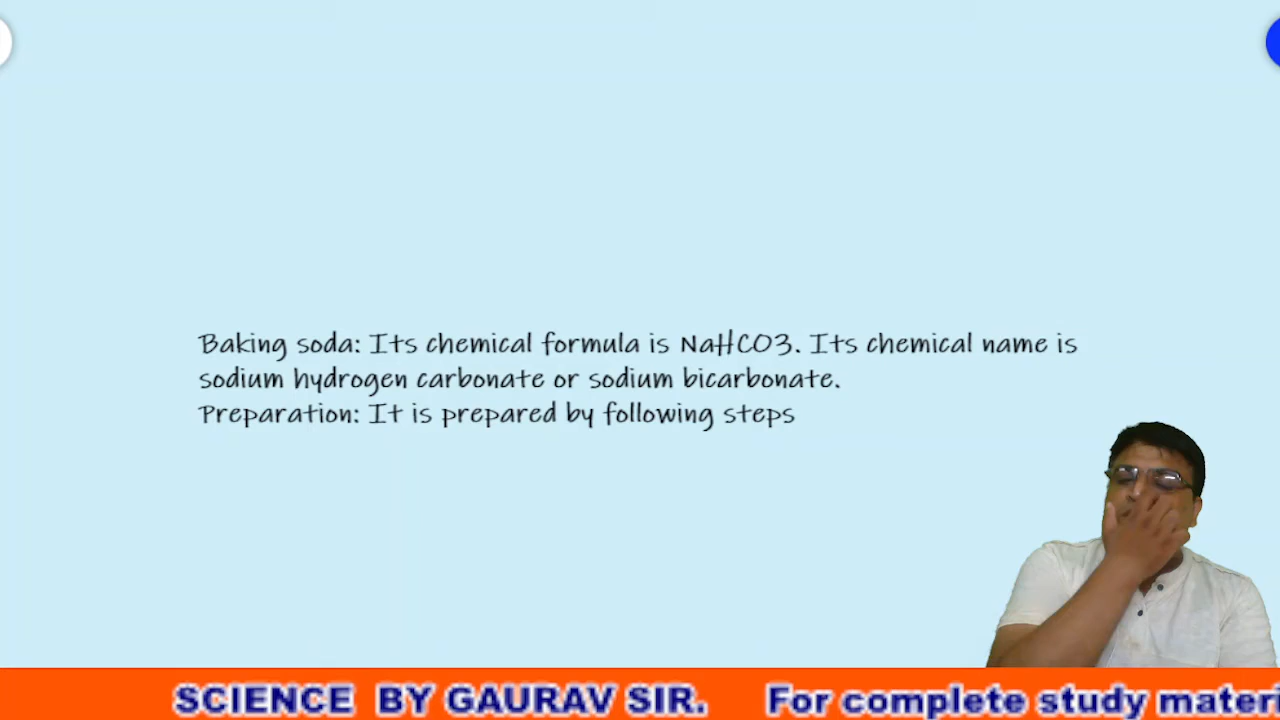 Baking soda: Its chemical formula is NaHCO3. Its chemical name is
sodium hydrogen carbonate or sodium bicarbonate.
Preparation: It is prepared by following steps
SCIENCE BY GAURAV SIR. For complete study materi